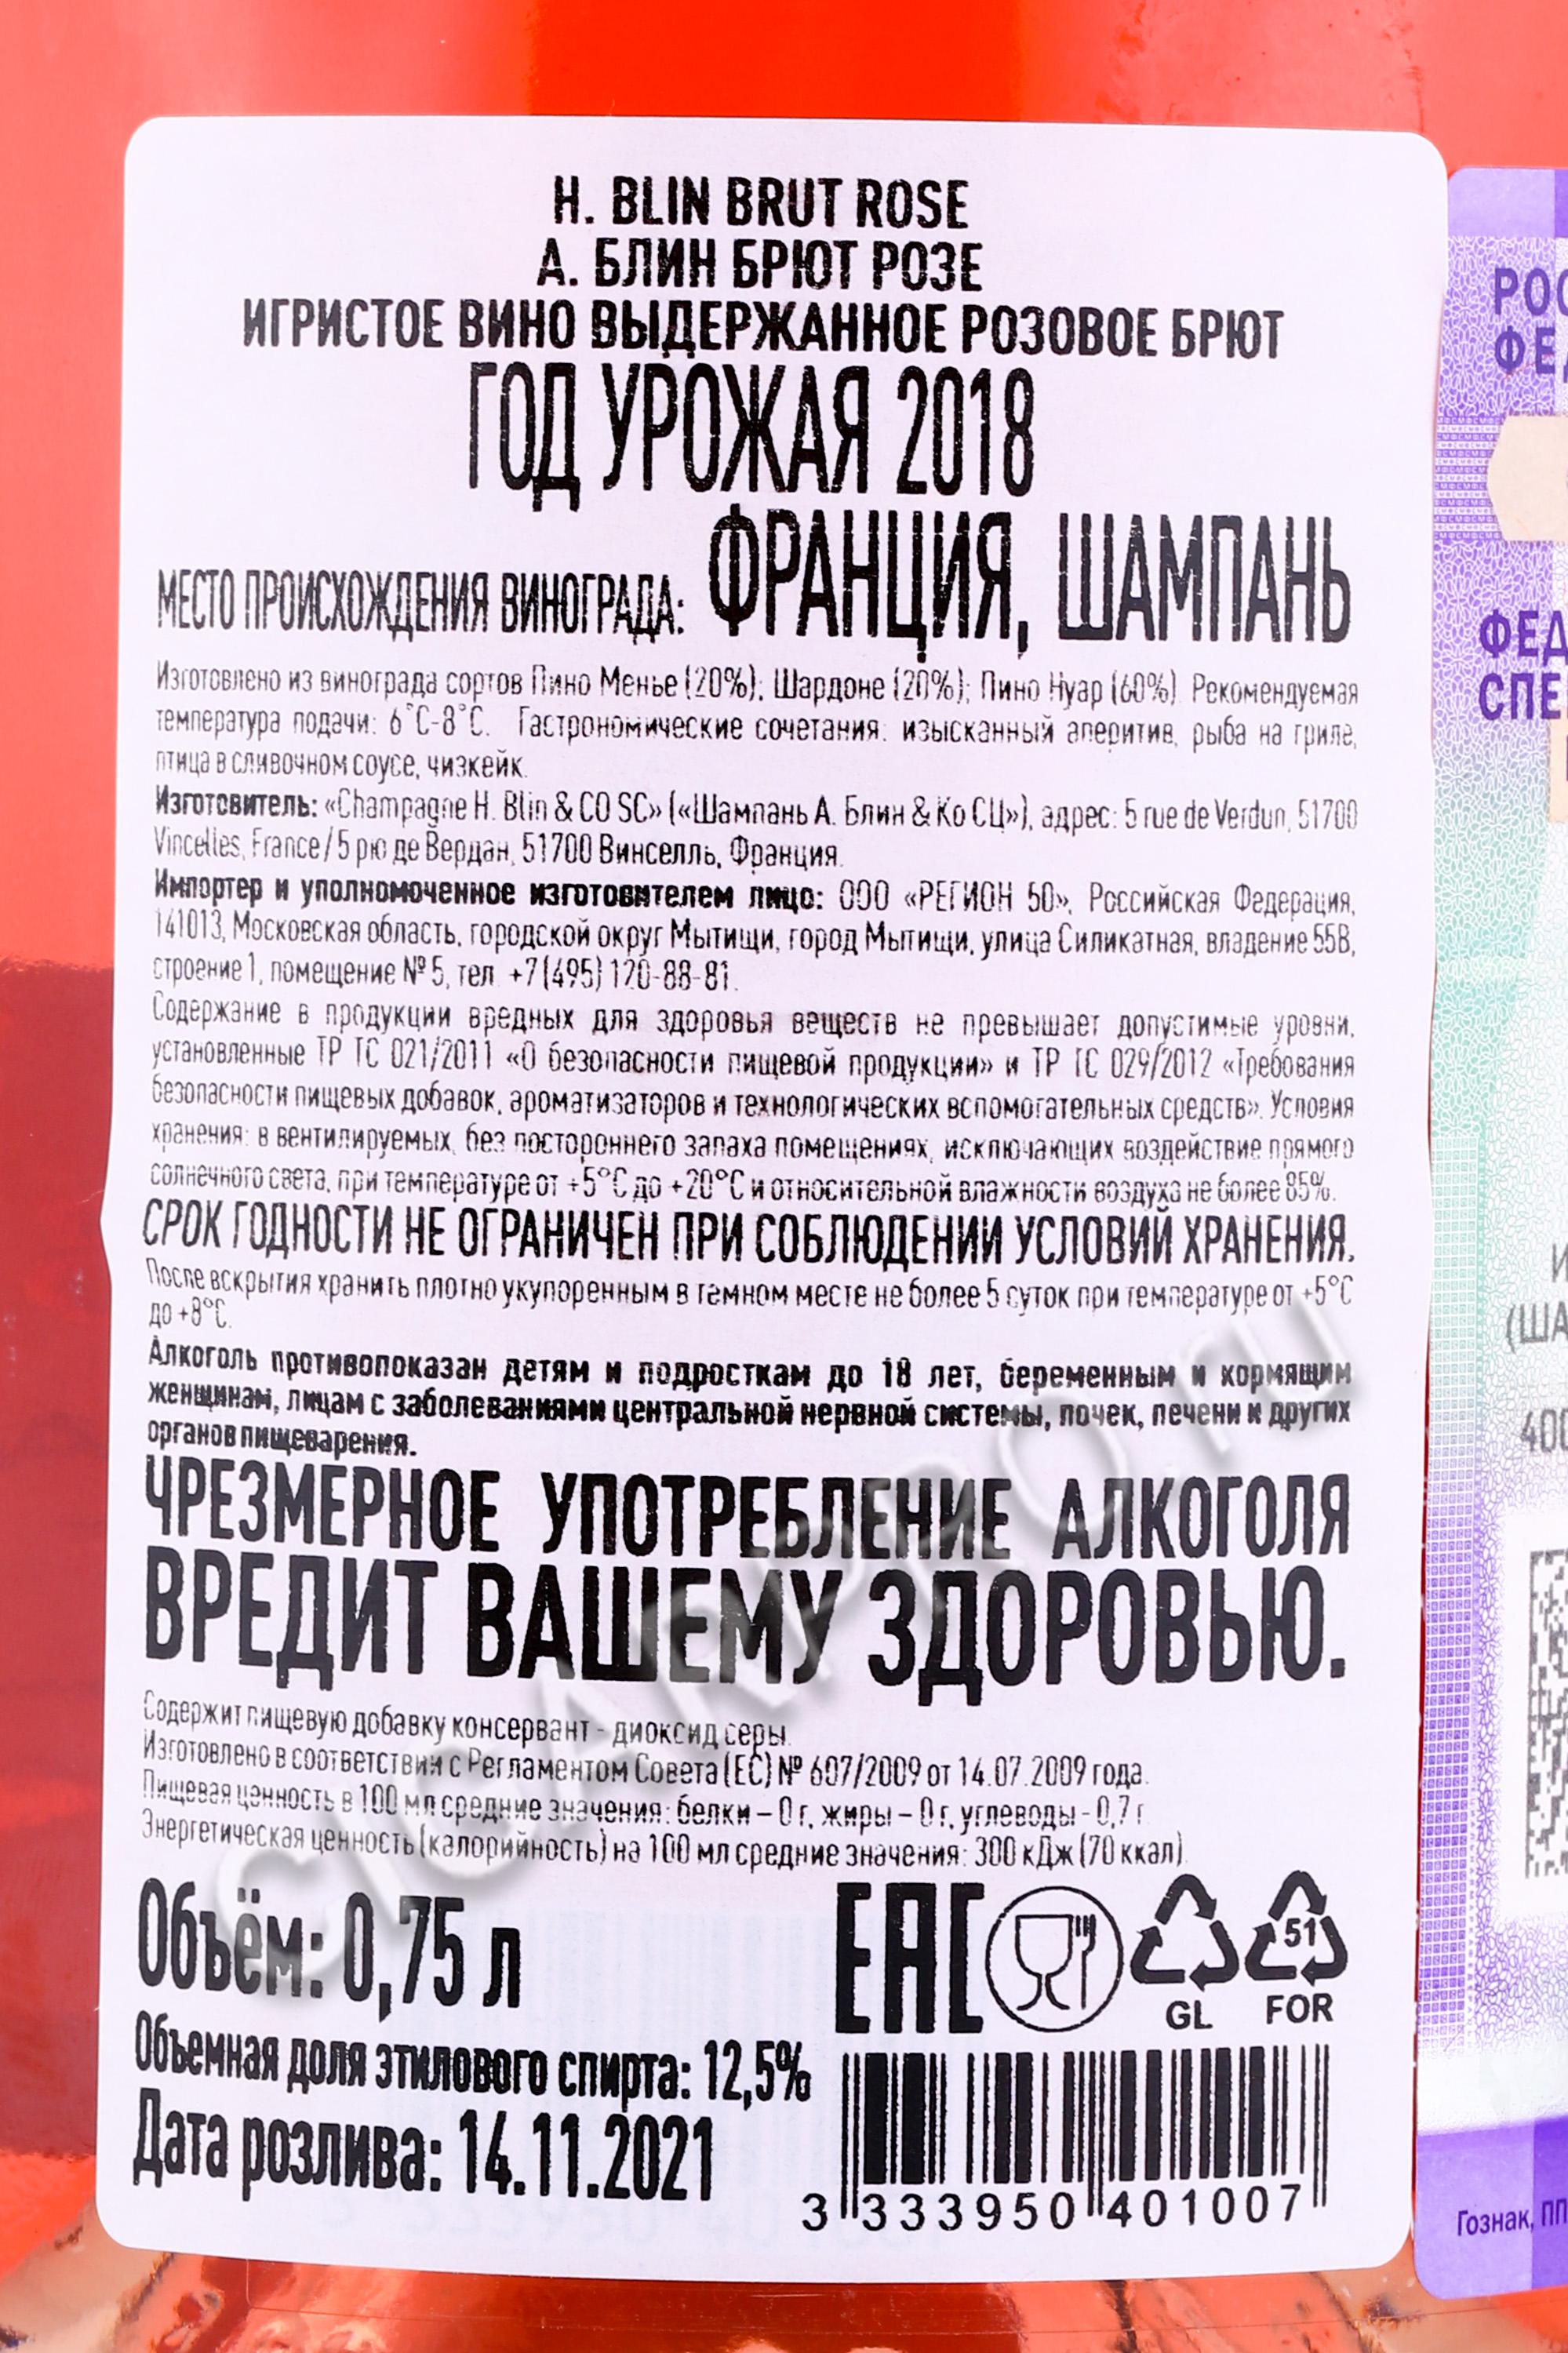 H. BLIN BRUT ROSE
А. БЛИН БРЮТ РОЗЕ
ИГРИСТОЕ ВИНО ВЫДЕРЖАННОЕ РОЗОВОЕ БРЮТ
ГОД УРОЖАЯ 2018
МЕСТО ПРОИСХОЖДЕНИЯ ВИНОГРАДА: ФРАНЦИЯ, ШАМПАНЬ
Изготовлено из винограда сортов Пино Менье (20%); Шардоне (20%); Пино Нуар (60%). Рекомендуемая
температура подачи: 6°C-8°C. Гастрономические сочетания: изысканный аперитив, рыба на гриле,
птица в сливочном соусе, чизкейк.
Изготовитель: «Champagne H. Blin & CO SC» («Шампань А. Блин & Ко СЦ»), адрес: 5 rue de Verdun, 51700
Vincelles, France / 5 рю де Вердан, 51700 Винселль, Франция.
Импортер и уполномоченное изготовителем лицо: ООО «РЕГИОН 50», Российская Федерация,
141013, Московская область, городской округ Мытищи, город Мытищи, улица Силикатная, владение 55В,
строение 1, помещение № 5, тел. +7 (495) 120-88-81.
Содержание в продукции вредных для здоровья веществ не превышает допустимые уровни,
установленные ТР ТС 021/2011 «О безопасности пищевой продукции» и ТР ТС 029/2012 «Требования
безопасности пищевых добавок, ароматизаторов и технологических вспомогательных средств». Условия
хранения: в вентилируемых, без постороннего запаха помещениях, исключающих воздействие прямого
солнечного света, при температуре от +5°C до +20°C и относительной влажности воздуха не более 85%.
СРОК ГОДНОСТИ НЕ ОГРАНИЧЕН ПРИ СОБЛЮДЕНИИ УСЛОВИЙ ХРАНЕНИЯ.
После вскрытия хранить плотно укупоренным в темном месте не более 5 суток при температуре от +5°C
до +8°C.
Алкоголь противопоказан детям и подросткам до 18 лет, беременным и кормящим
женщинам, лицам с заболеваниями центральной нервной системы, почек, печени и других
органов пищеварения.
ЧРЕЗМЕРНОЕ УПОТРЕБЛЕНИЕ АЛКОГОЛЯ
ВРЕДИТ ВАШЕМУ ЗДОРОВЬЮ.
Содержит пищевую добавку консервант - диоксид серы.
Изготовлено в соответствии с Регламентом Совета (ЕС) № 607/2009 от 14.07.2009 года.
Пищевая ценность в 100 мл средние значения: белки – 0 г, жиры – 0 г, углеводы - 0,7 г.
Энергетическая ценность (калорийность) на 100 мл средние значения: 300 кДж (70 ккал).
Объём: 0,75 л
Объемная доля этилового спирта: 12,5%
Дата розлива: 14.11.2021
EAC
GL
51
FOR
3 333950 401007
CIGARPRO.ru
РОС
ФЕД
ФЕД
СПЕ
(ША
400
Гознак, ПП